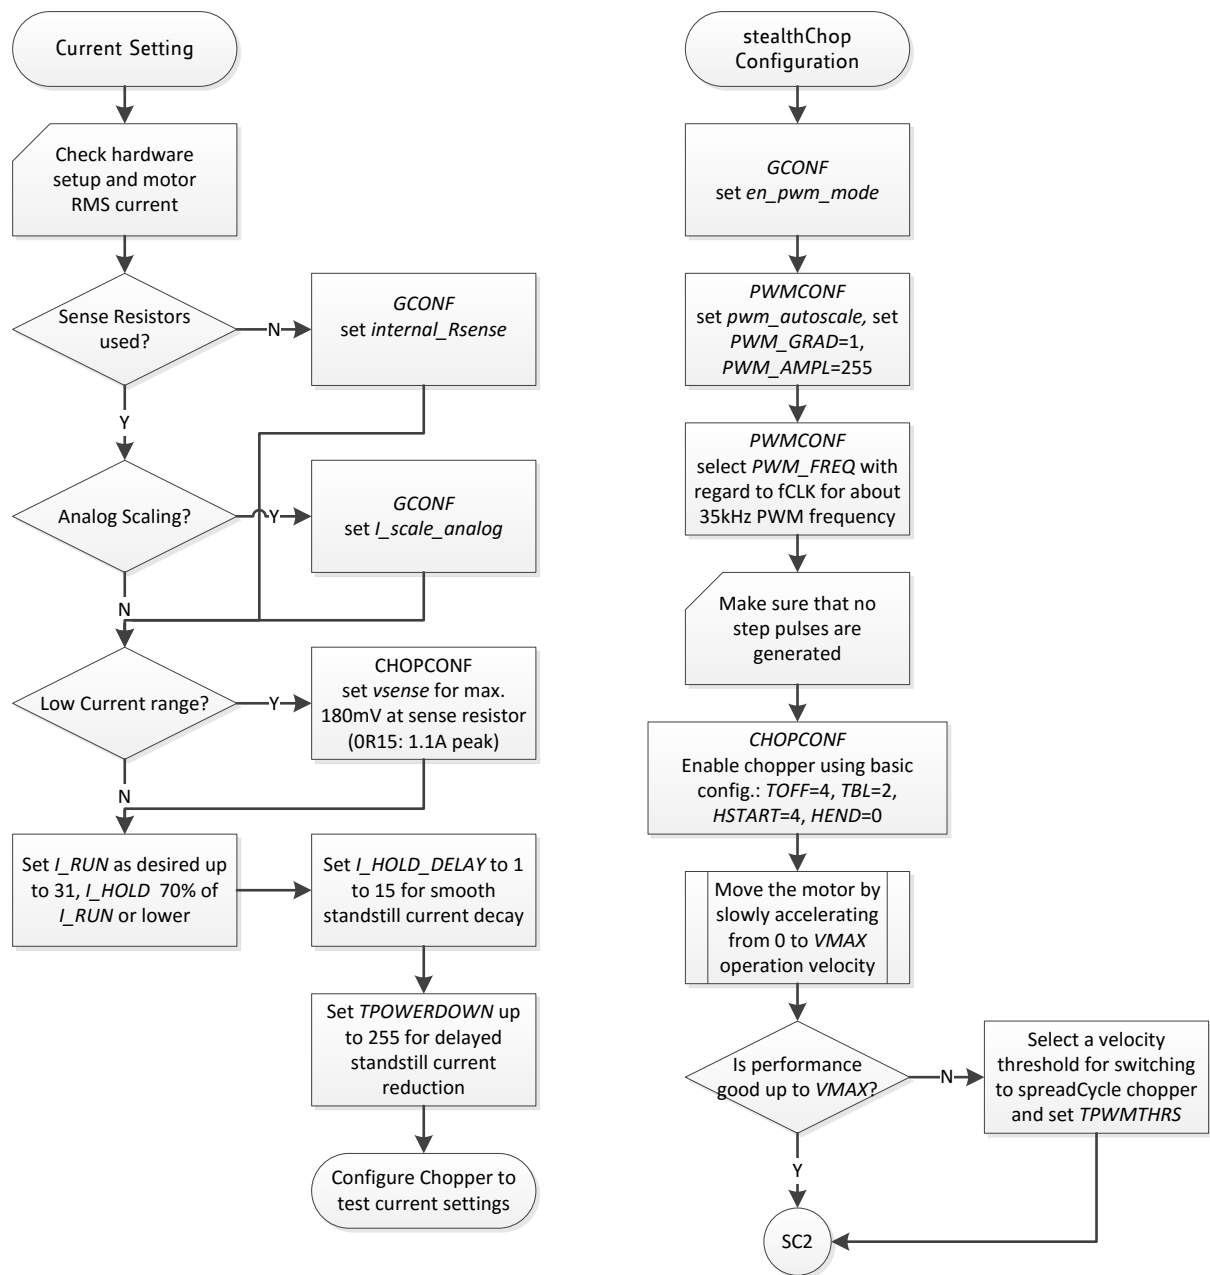 Current Setting
Check hardware
setup and motor
RMS current
Sense Resistors
used?
N
GCONF
set internal_Rsense
Y
Analog Scaling?
Y
GCONF
set I_scale_analog
N
Low Current range?
Y
CHOPCONF
set vsense for max.
180mV at sense resistor
(0R15: 1.1A peak)
N
Set I_RUN as desired up
to 31, I_HOLD 70% of
I_RUN or lower
Set I_HOLD_DELAY to 1
to 15 for smooth
standstill current decay
Set TPOWERDOWN up
to 255 for delayed
standstill current
reduction
Configure Chopper to
test current settings
stealthChop
Configuration
GCONF
set en_pwm_mode
PWMCONF
set pwm_autoscale, set
PWM_GRAD=1,
PWM_AMPL=255
PWMCONF
select PWM_FREQ with
regard to fCLK for about
35kHz PWM frequency
Make sure that no
step pulses are
generated
CHOPCONF
Enable chopper using basic
config.: TOFF=4, TBL=2,
HSTART=4, HEND=0
Move the motor by
slowly accelerating
from 0 to VMAX
operation velocity
Is performance
good up to VMAX?
N
Select a velocity
threshold for switching
to spreadCycle chopper
and set TPWMTHRS
Y
SC2